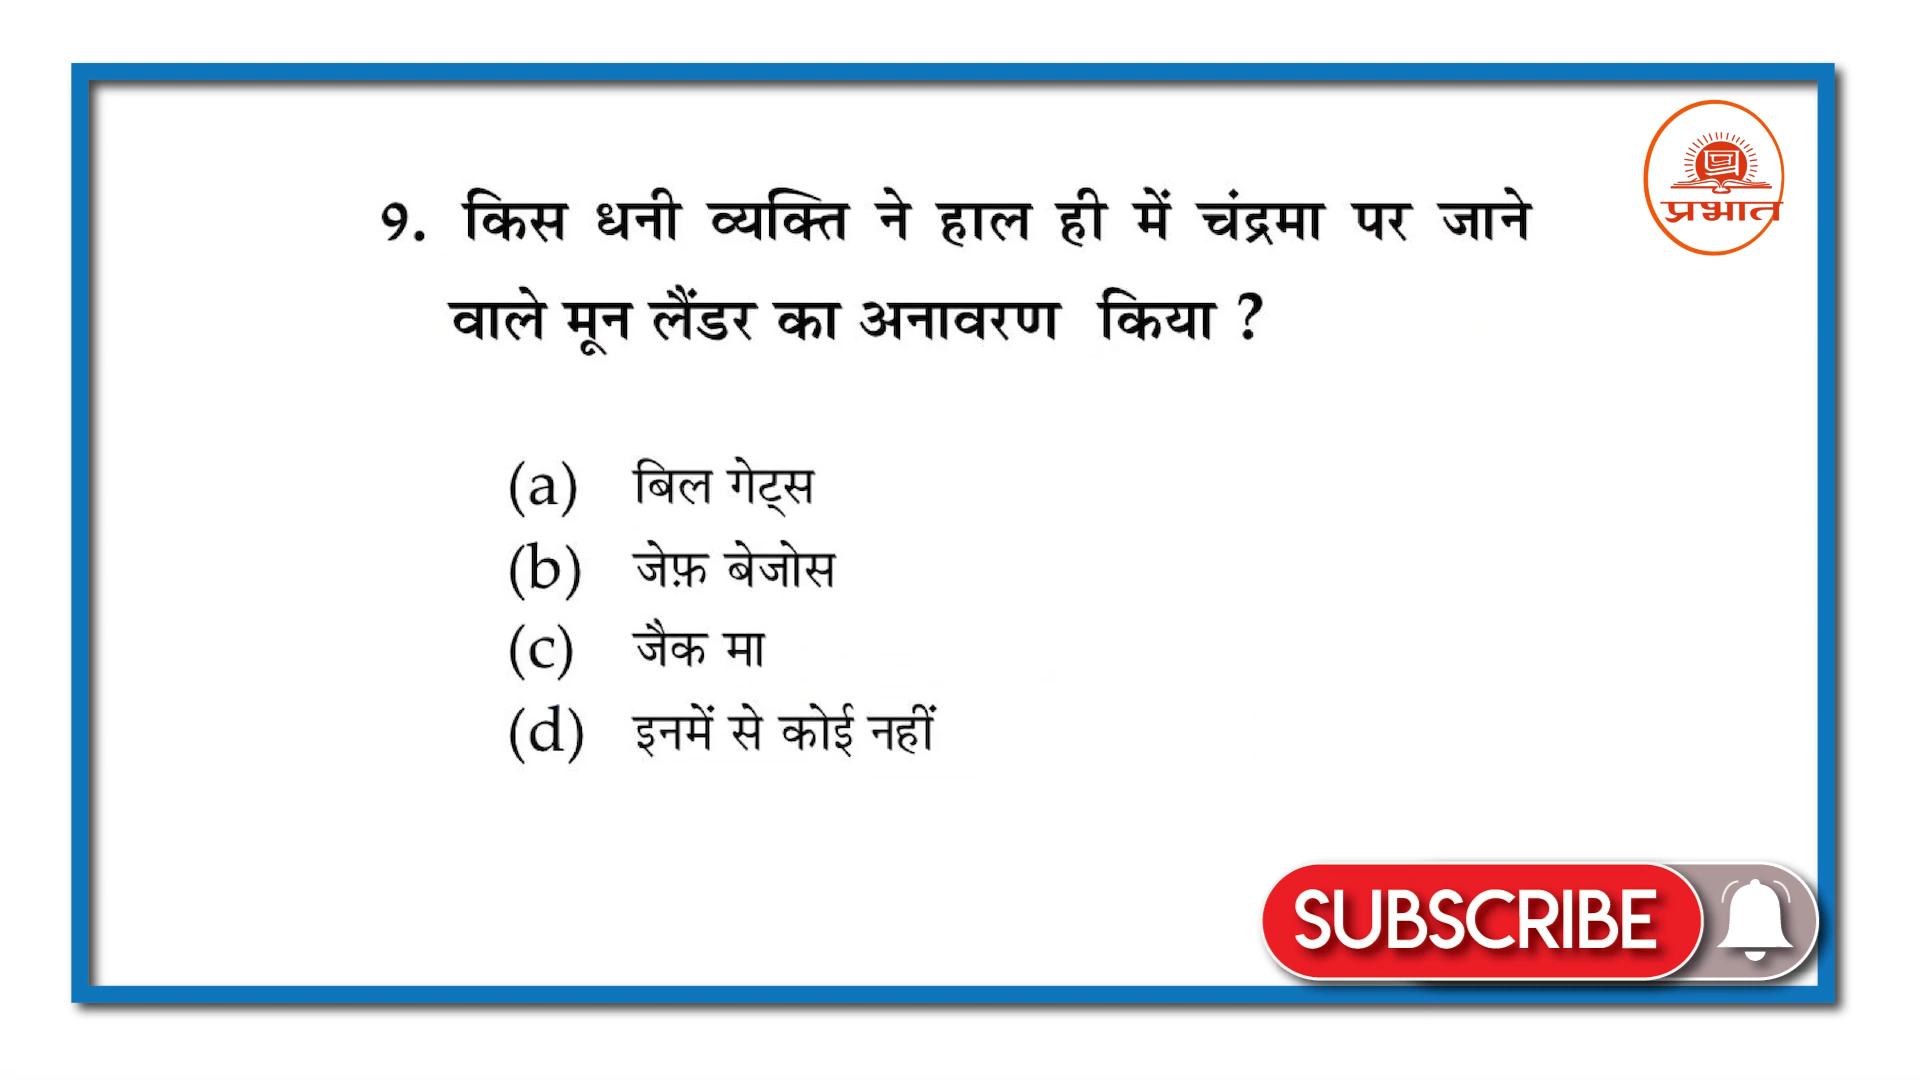 प्रभात
9. किस धनी व्यक्ति ने हाल ही में चंद्रमा पर जाने
वाले मून लैंडर का अनावरण किया ?
(a) बिल गेट्स
(b) जेफ़ बेजोस
(c) जैक मा
(d) इनमें से कोई नहीं
SUBSCRIBE